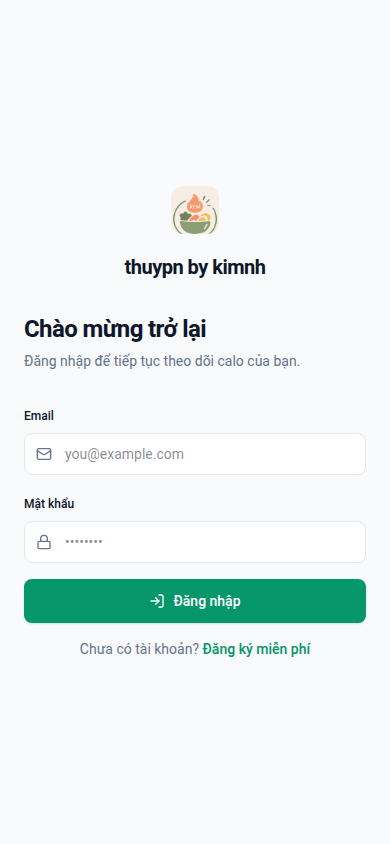 kcal
thuypn by kimnh
Chào mừng trở lại
Đăng nhập để tiếp tục theo dõi calo của bạn.
Email
you@example.com
Mật khẩu
••••••••
Đăng nhập
Chưa có tài khoản? Đăng ký miễn phí